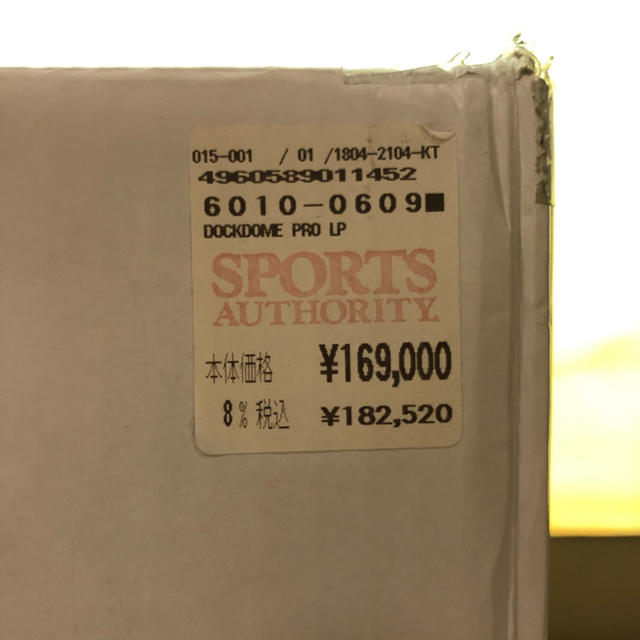 015-001 / 01 /1804-2104-KT
4960589011452
6010-0609■
DOCKDOME PRO LP
SPORTS
AUTHORITY.
本体価格 ¥169,000
8% 税込 ¥182,520